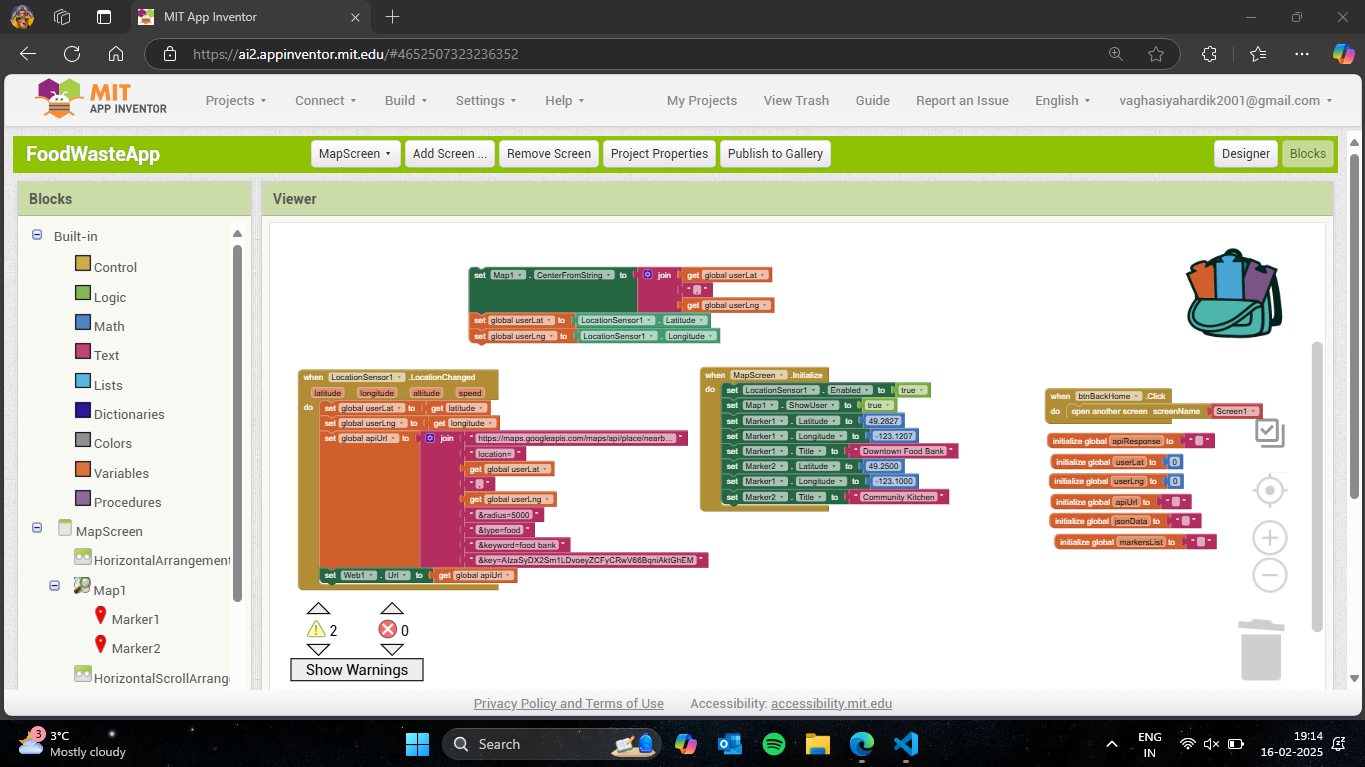 MIT App Inventor
https://ai2.appinventor.mit.edu/#4652507323236352
MIT
APP INVENTOR
Projects Connect Build Settings Help My Projects View Trash Guide Report an Issue English vaghasiyahardik2001@gmail.com
FoodWasteApp MapScreen Add Screen ... Remove Screen Project Properties Publish to Gallery Designer Blocks
Blocks
Viewer
Built-in
Control
Logic
Math
Text
Lists
Dictionaries
Colors
Variables
Procedures
MapScreen
HorizontalArrangement
Map1
Marker1
Marker2
HorizontalScrollArrang
set Map1 . CenterFromString to join get global userLat
" , "
get global userLng
set global userLat to LocationSensor1 . Latitude
set global userLng to LocationSensor1 . Longitude
when LocationSensor1 .LocationChanged
latitude longitude altitude speed
do set global userLat to get latitude
set global userLng to get longitude
set global apiUrl to join " https://maps.googleapis.com/maps/api/place/nearb... "
" location= "
get global userLat
" , "
get global userLng
" &radius=5000 "
" &type=food "
" &keyword=food bank "
set Web1 . Url to get global apiUrl
when MapScreen .Initialize
do set LocationSensor1 . Enabled to true
set Map1 . ShowUser to true
set Marker1 . Latitude to 49.2827
set Marker1 . Longitude to -123.1207
set Marker1 . Title to " Downtown Food Bank "
set Marker2 . Latitude to 49.2500
set Marker1 . Longitude to -123.1000
set Marker2 . Title to " Community Kitchen "
when btnBackHome .Click
do open another screen screenName Screen1
initialize global apiResponse to " "
initialize global userLat to 0
initialize global userLng to 0
initialize global apiUrl to " "
initialize global jsonData to " "
initialize global markersList to " "
2 0
Show Warnings
Privacy Policy and Terms of Use Accessibility: accessibility.mit.edu
3
3°C
Mostly cloudy
Search
ENG
IN
19:14
16-02-2025